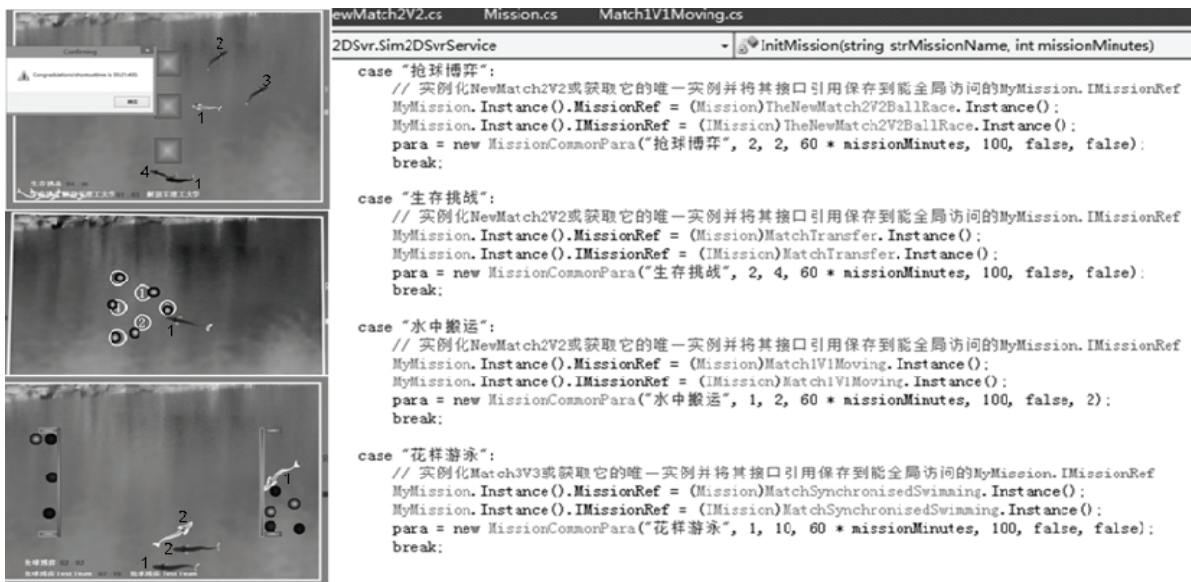 Confirming
Congradulations!shootouttime is 00:21:400.
确定
2
3
1
4
1
生存挑战
1
1
4
2
1
1
2
2
1
抢球博弈 02 : 02
ewMatch2V2.cs Mission.cs Match1V1Moving.cs
2DSvr.Sim2DSvrService InitMission(string strMissionName, int missionMinutes)
case "抢球博弈":
// 实例化NewMatch2V2或获取它的唯一实例并将其接口引用保存到能全局访问的MyMission.IMissionRef
MyMission.Instance().MissionRef = (Mission)TheNewMatch2V2BallRace.Instance();
MyMission.Instance().IMissionRef = (IMission)TheNewMatch2V2BallRace.Instance();
para = new MissionCommonPara("抢球博弈", 2, 2, 60 * missionMinutes, 100, false, false);
break;
case "生存挑战":
// 实例化NewMatch2V2或获取它的唯一实例并将其接口引用保存到能全局访问的MyMission.IMissionRef
MyMission.Instance().MissionRef = (Mission)MatchTransfer.Instance();
MyMission.Instance().IMissionRef = (IMission)MatchTransfer.Instance();
para = new MissionCommonPara("生存挑战", 2, 4, 60 * missionMinutes, 100, false, false);
break;
case "水中搬运":
// 实例化NewMatch2V2或获取它的唯一实例并将其接口引用保存到能全局访问的MyMission.IMissionRef
MyMission.Instance().MissionRef = (Mission)Match1V1Moving.Instance();
MyMission.Instance().IMissionRef = (IMission)Match1V1Moving.Instance();
para = new MissionCommonPara("水中搬运", 1, 2, 60 * missionMinutes, 100, false, 2);
break;
case "花样游泳":
// 实例化Match3V3或获取它的唯一实例并将其接口引用保存到能全局访问的MyMission.IMissionRef
MyMission.Instance().MissionRef = (Mission)MatchSynchronisedSwimming.Instance();
MyMission.Instance().IMissionRef = (IMission)MatchSynchronisedSwimming.Instance();
para = new MissionCommonPara("花样游泳", 1, 10, 60 * missionMinutes, 100, false, false);
break;